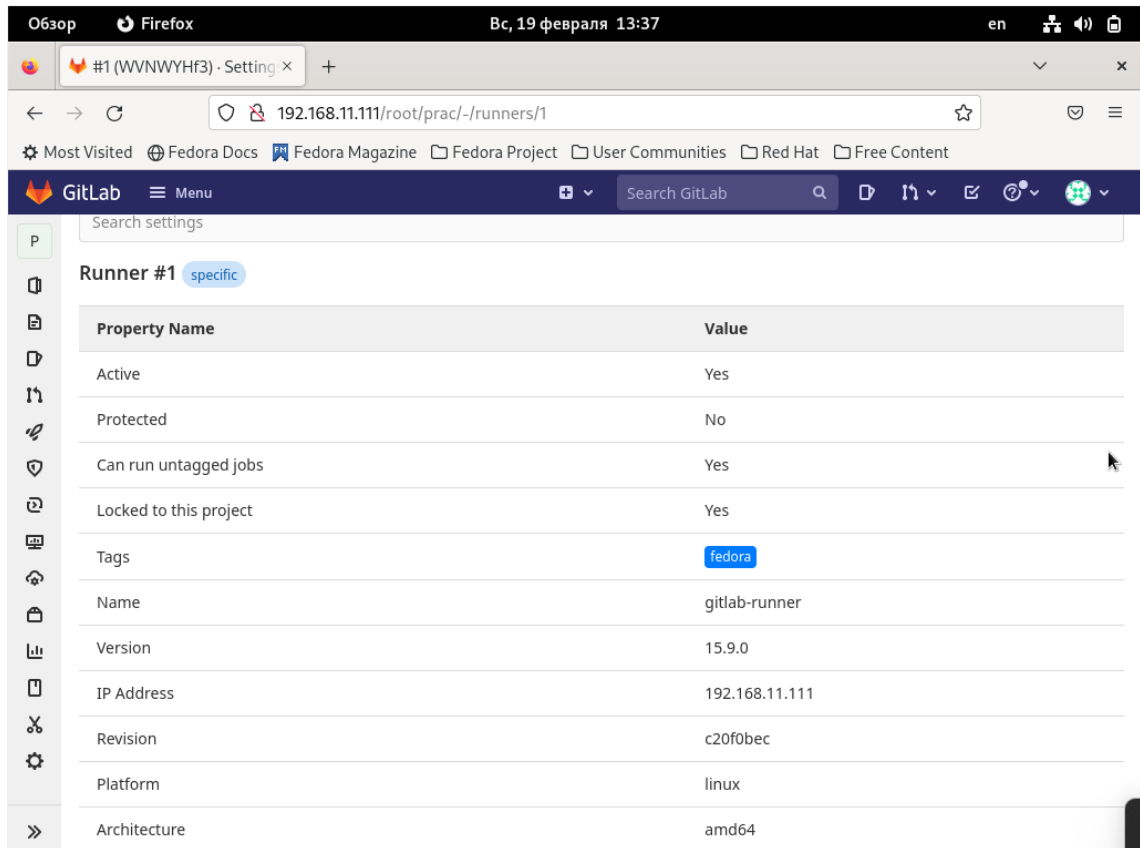 Обзор Firefox Вс, 19 февраля 13:37 en
#1 (WVNWYHf3) · Setting
192.168.11.111/root/prac/-/runners/1
Most Visited Fedora Docs Fedora Magazine Fedora Project User Communities Red Hat Free Content
GitLab Menu Search GitLab
P Search settings
Runner #1 specific
Property Name Value
Active Yes
Protected No
Can run untagged jobs Yes
Locked to this project Yes
Tags fedora
Name gitlab-runner
Version 15.9.0
IP Address 192.168.11.111
Revision c20f0bec
Platform linux
Architecture amd64